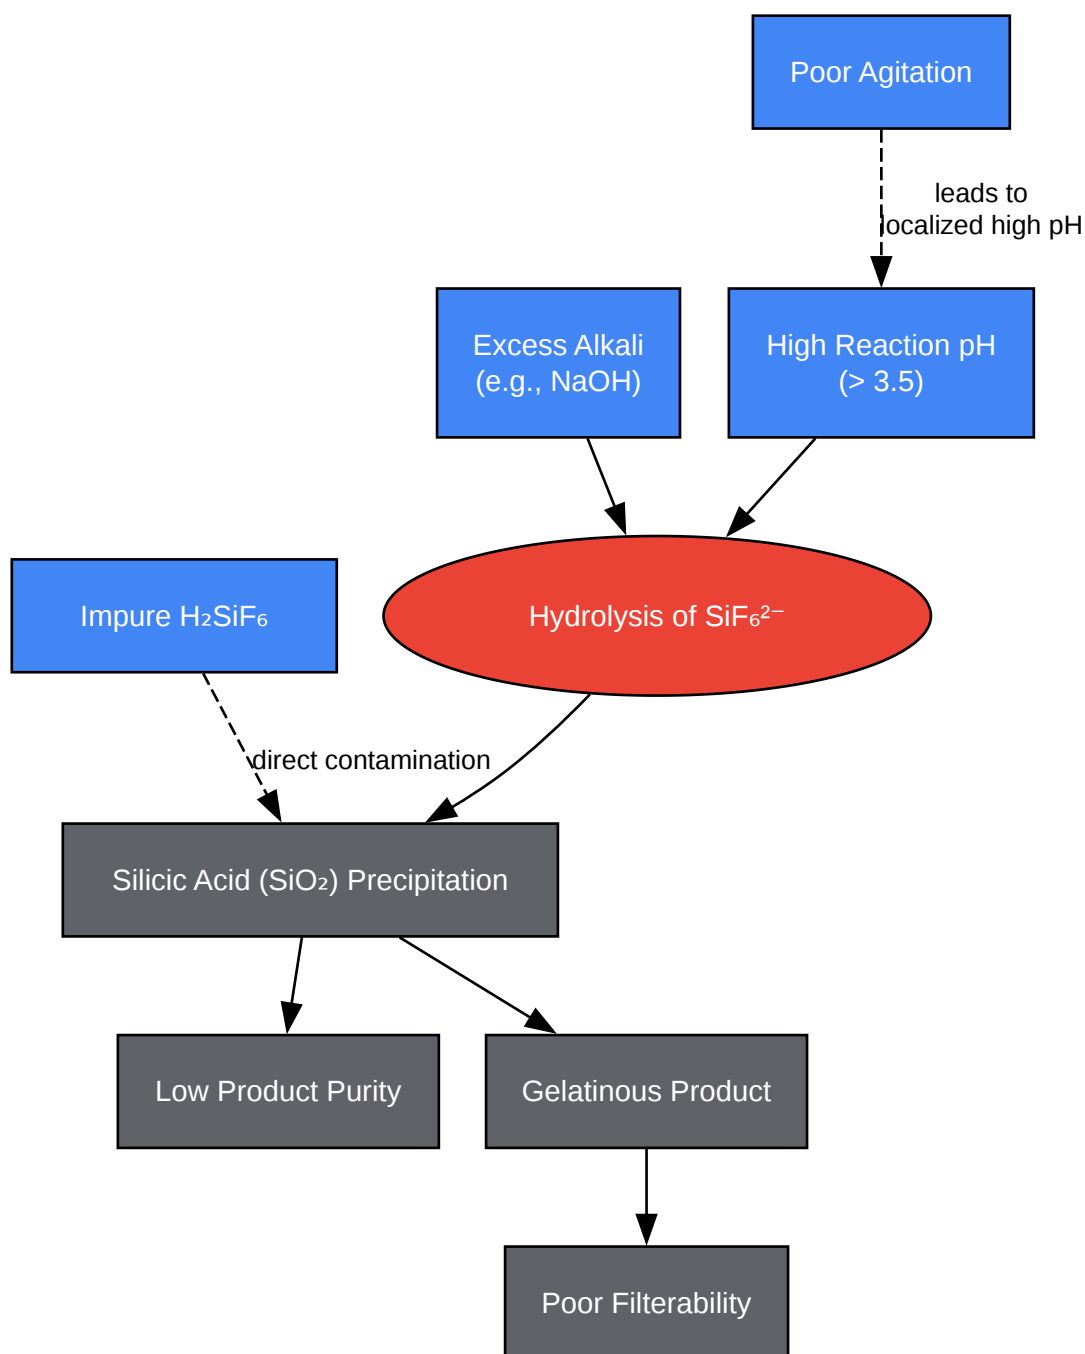 Poor Agitation
leads to
localized high pH
Excess Alkali
(e.g., NaOH)
High Reaction pH
(> 3.5)
Impure H₂SiF₆
Hydrolysis of SiF₆²⁻
direct contamination
Silicic Acid (SiO₂) Precipitation
Low Product Purity
Gelatinous Product
Poor Filterability